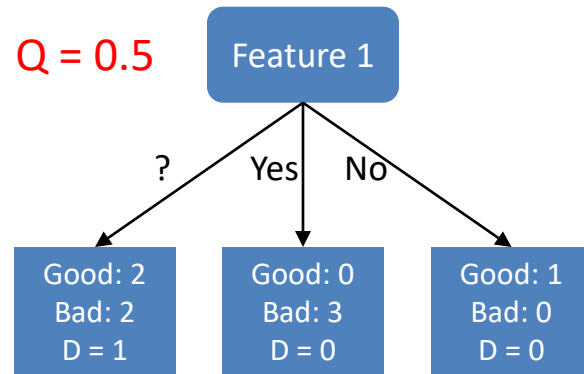 Q = 0.5
Feature 1
?
Yes
No
Good: 2
Bad: 2
D = 1
Good: 0
Bad: 3
D = 0
Good: 1
Bad: 0
D = 0